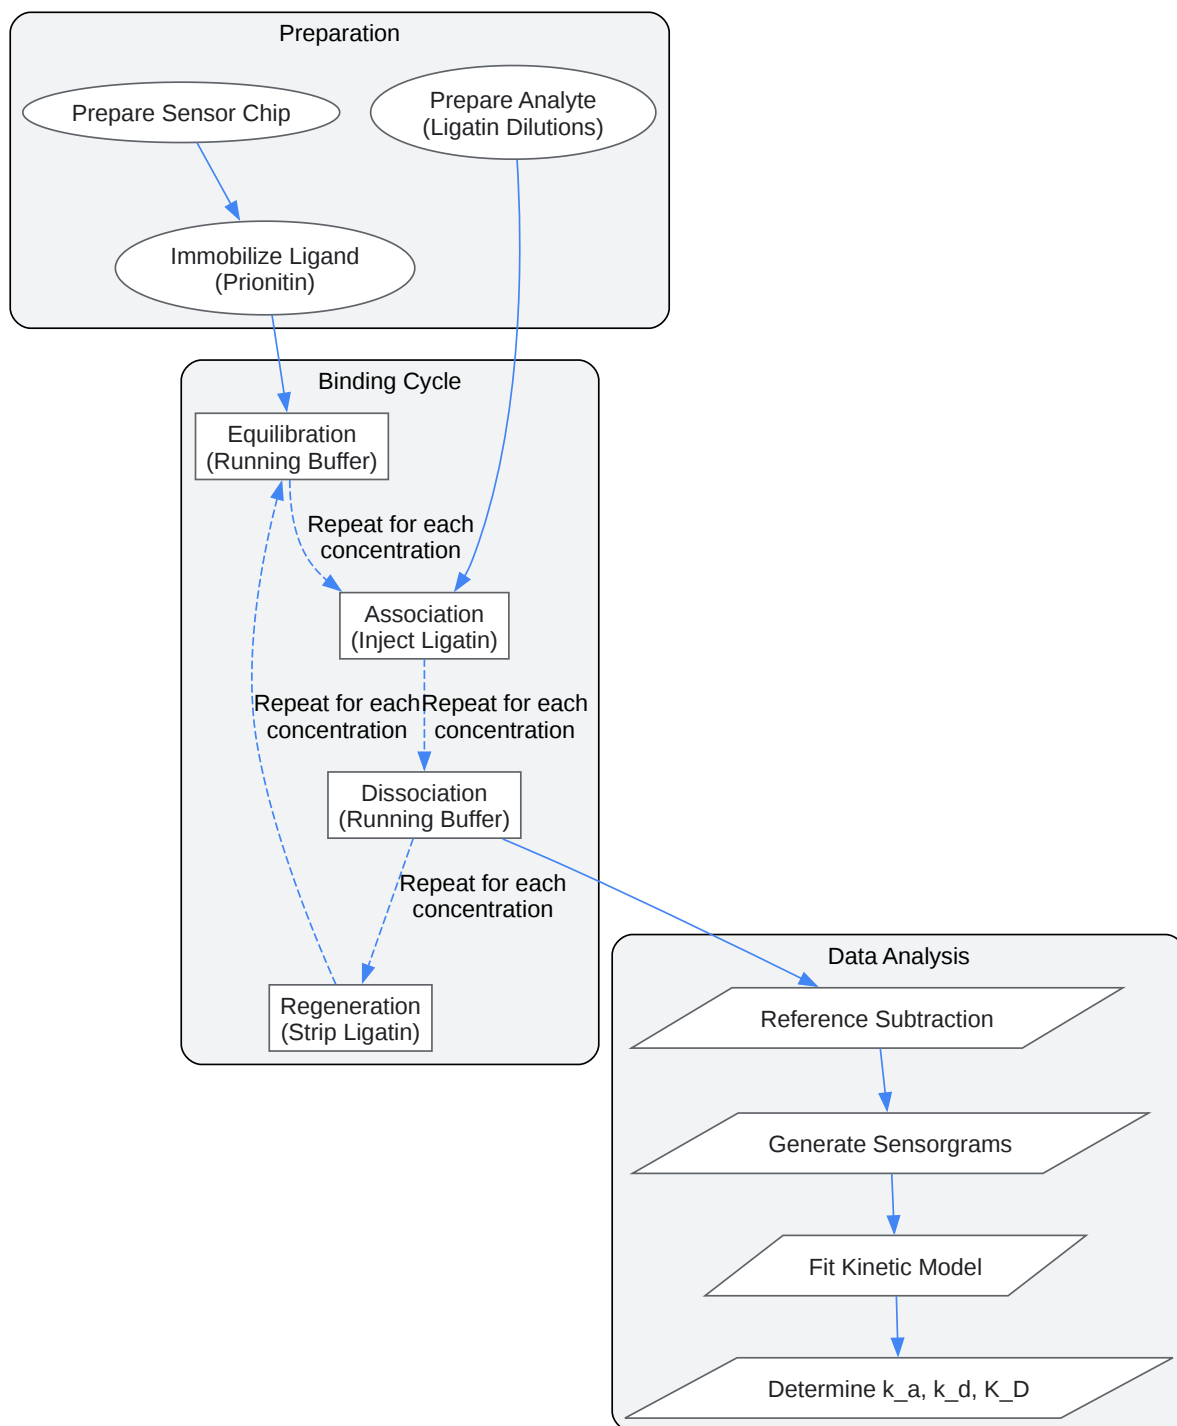 Preparation
Prepare Sensor Chip
Prepare Analyte
(Ligatin Dilutions)
Immobilize Ligand
(Prionitin)
Binding Cycle
Equilibration
(Running Buffer)
Repeat for each
concentration
Association
(Inject Ligatin)
Repeat for each
concentration
Repeat for each
concentration
Dissociation
(Running Buffer)
Repeat for each
concentration
Regeneration
(Strip Ligatin)
Data Analysis
Reference Subtraction
Generate Sensorgrams
Fit Kinetic Model
Determine k_a, k_d, K_D